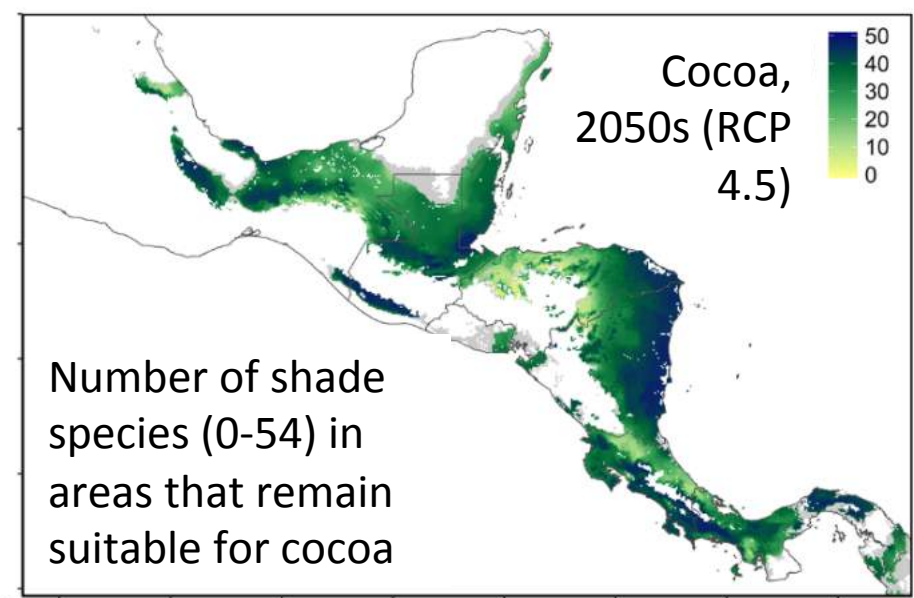 Cocoa,
2050s (RCP
4.5)
50
40
30
20
10
0
Number of shade
species (0-54) in
areas that remain
suitable for cocoa